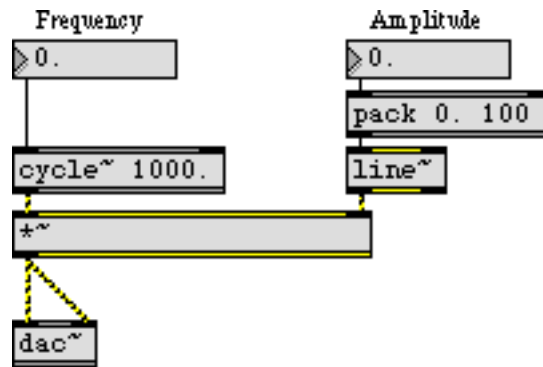 Frequency
Amplitude
0.
0.
pack 0. 100
cycle~ 1000.
line~
*~
dac~